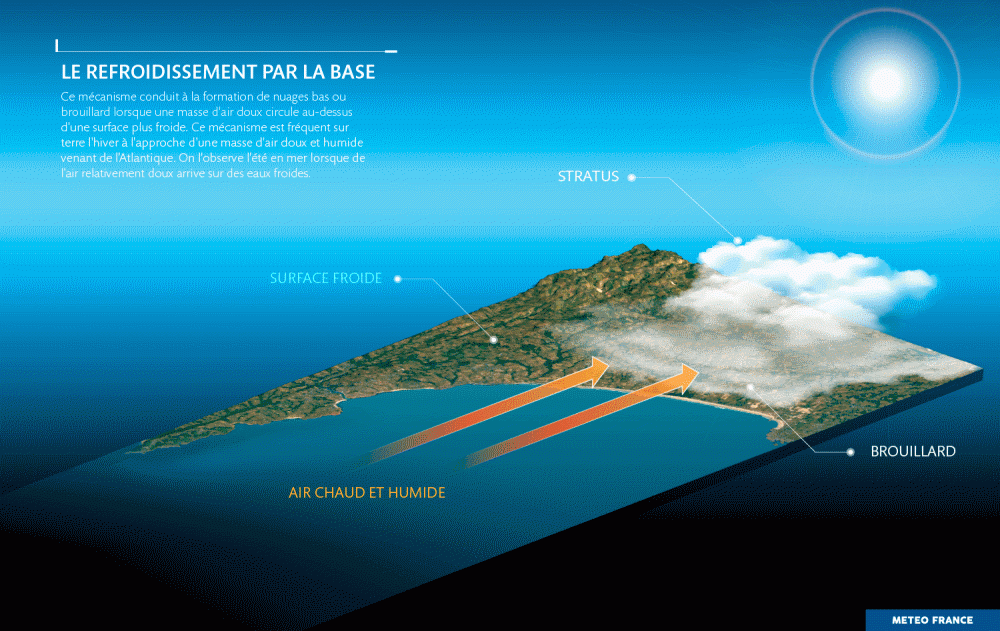 LE REFROIDISSEMENT PAR LA BASE
Ce mécanisme conduit à la formation de nuages bas ou
brouillard lorsque une masse d'air doux circule au-dessus
d'une surface plus froide. Ce mécanisme est fréquent sur
terre l'hiver à l'approche d'une masse d'air doux et humide
venant de l'Atlantique. On l'observe l'été en mer lorsque de
l'air relativement doux arrive sur des eaux froides.
STRATUS
SURFACE FROIDE
BROUILLARD
AIR CHAUD ET HUMIDE
METEO FRANCE